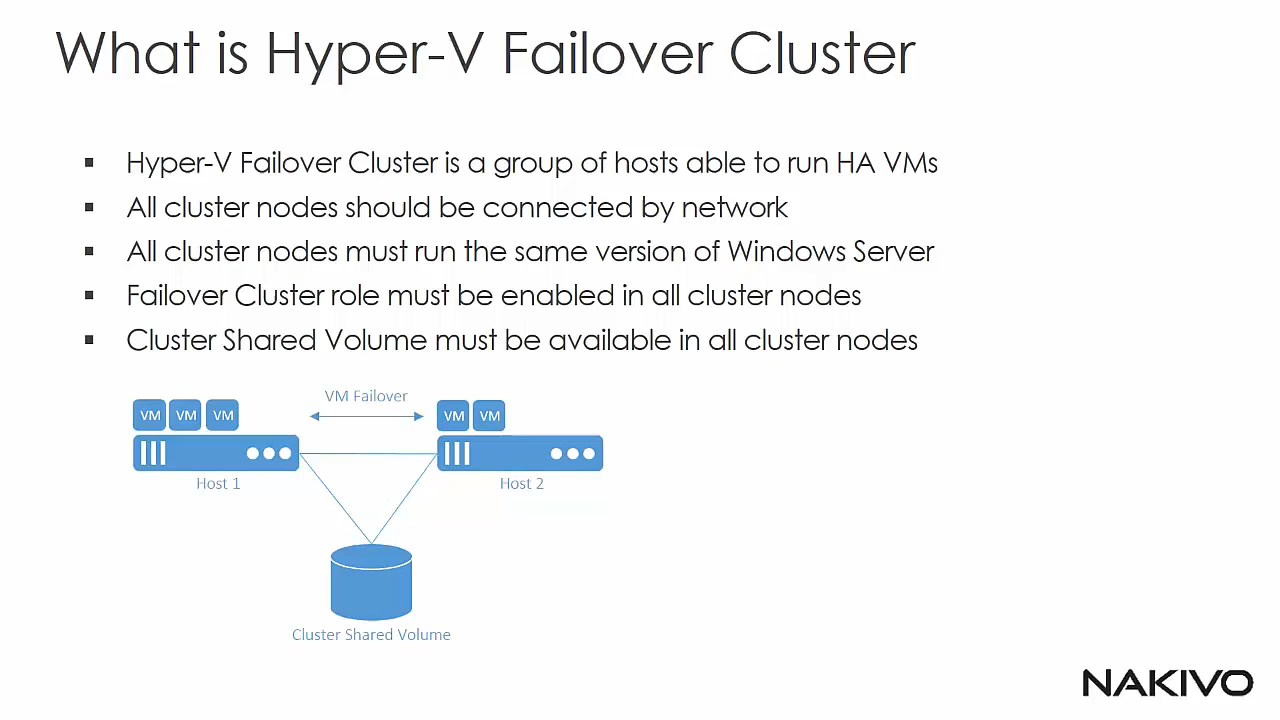 What is Hyper-V Failover Cluster
▪ Hyper-V Failover Cluster is a group of hosts able to run HA VMs
▪ All cluster nodes should be connected by network
▪ All cluster nodes must run the same version of Windows Server
▪ Failover Cluster role must be enabled in all cluster nodes
▪ Cluster Shared Volume must be available in all cluster nodes
VM Failover
VM VM VM
VM VM
Host 1
Host 2
Cluster Shared Volume
NAKIVO